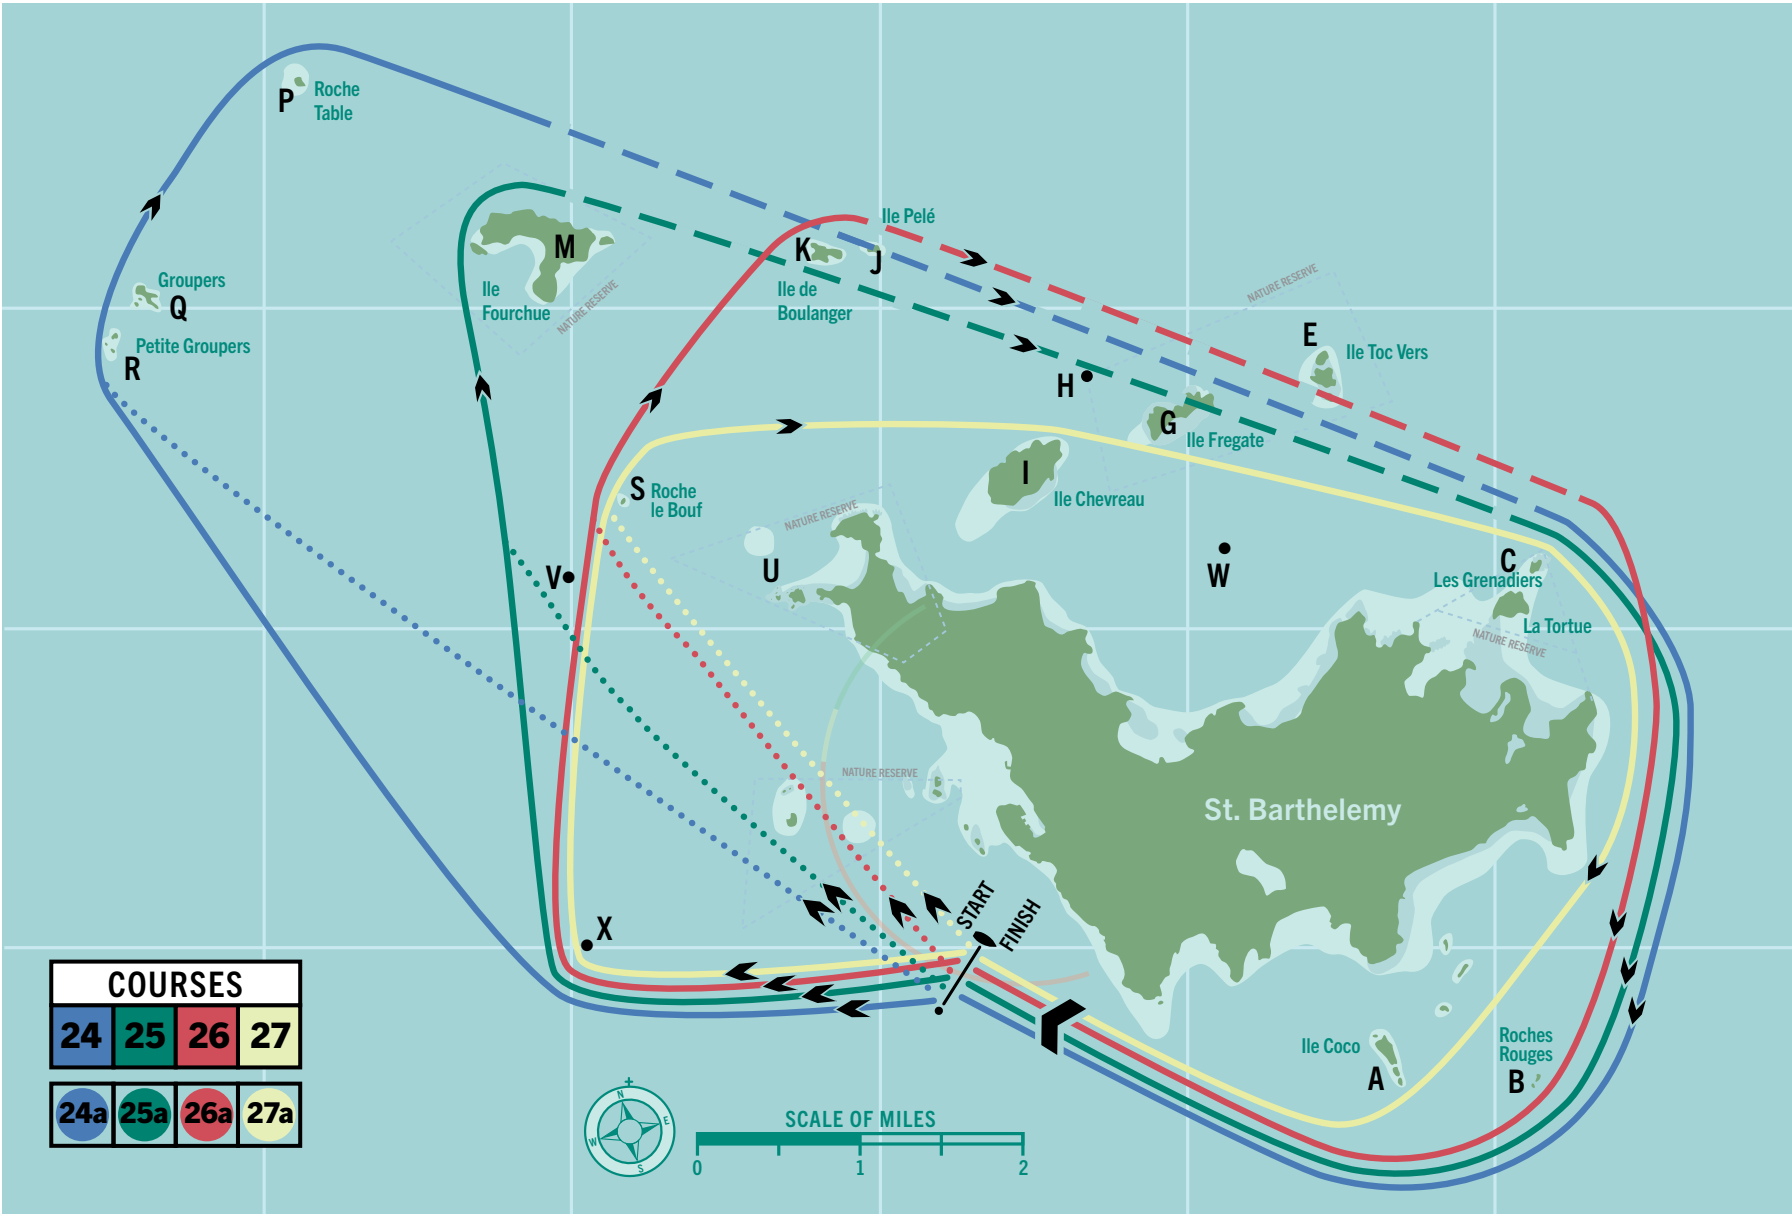 P
Roche
Table
Groupers
Q
Petite Groupers
R
M
Ile
Fourchue
NATURE RESERVE
K
J
Ile Pelé
Ile de
Boulanger
H
NATURE RESERVE
E
Ile Toc Vers
G
Ile Fregate
I
Ile Chevreau
S
Roche
le Bouf
NATURE RESERVE
U
V
W
C
Les Grenadiers
La Tortue
NATURE RESERVE
NATURE RESERVE
St. Barthelemy
X
START
FINISH
Ile Coco
A
Roches
Rouges
B
COURSES
24 25 26 27
24a 25a 26a 27a
N
E
S
W
SCALE OF MILES
0 1 2